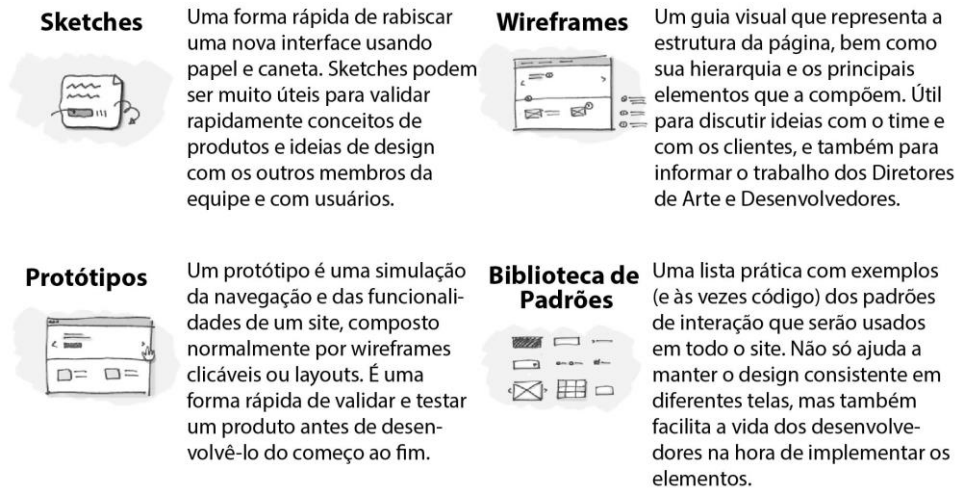 Sketches
Uma forma rápida de rabiscar
uma nova interface usando
papel e caneta. Sketches podem
ser muito úteis para validar
rapidamente conceitos de
produtos e ideias de design
com os outros membros da
equipe e com usuários.
Wireframes
Um guia visual que representa a
estrutura da página, bem como
sua hierarquia e os principais
elementos que a compõem. Útil
para discutir ideias com o time e
com os clientes, e também para
informar o trabalho dos Diretores
de Arte e Desenvolvedores.
Protótipos
Um protótipo é uma simulação
da navegação e das funcionali-
dades de um site, composto
normalmente por wireframes
clicáveis ou layouts. É uma
forma rápida de validar e testar
um produto antes de desen-
volvê-lo do começo ao fim.
Biblioteca de
Padrões
Uma lista prática com exemplos
(e às vezes código) dos padrões
de interação que serão usados
em todo o site. Não só ajuda a
manter o design consistente em
diferentes telas, mas também
facilita a vida dos desenvolve-
dores na hora de implementar os
elementos.